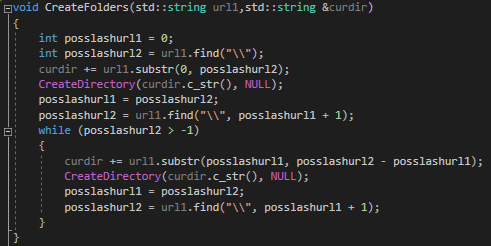 void CreateFolders(std::string url1,std::string &curdir)
{
    int posslashurl1 = 0;
    int posslashurl2 = url1.find("\\");
    curdir += url1.substr(0, posslashurl2);
    CreateDirectory(curdir.c_str(), NULL);
    posslashurl1 = posslashurl2;
    posslashurl2 = url1.find("\\", posslashurl1 + 1);
    while (posslashurl2 > -1)
    {
        curdir += url1.substr(posslashurl1, posslashurl2 - posslashurl1);
        CreateDirectory(curdir.c_str(), NULL);
        posslashurl1 = posslashurl2;
        posslashurl2 = url1.find("\\", posslashurl1 + 1);
    }
}